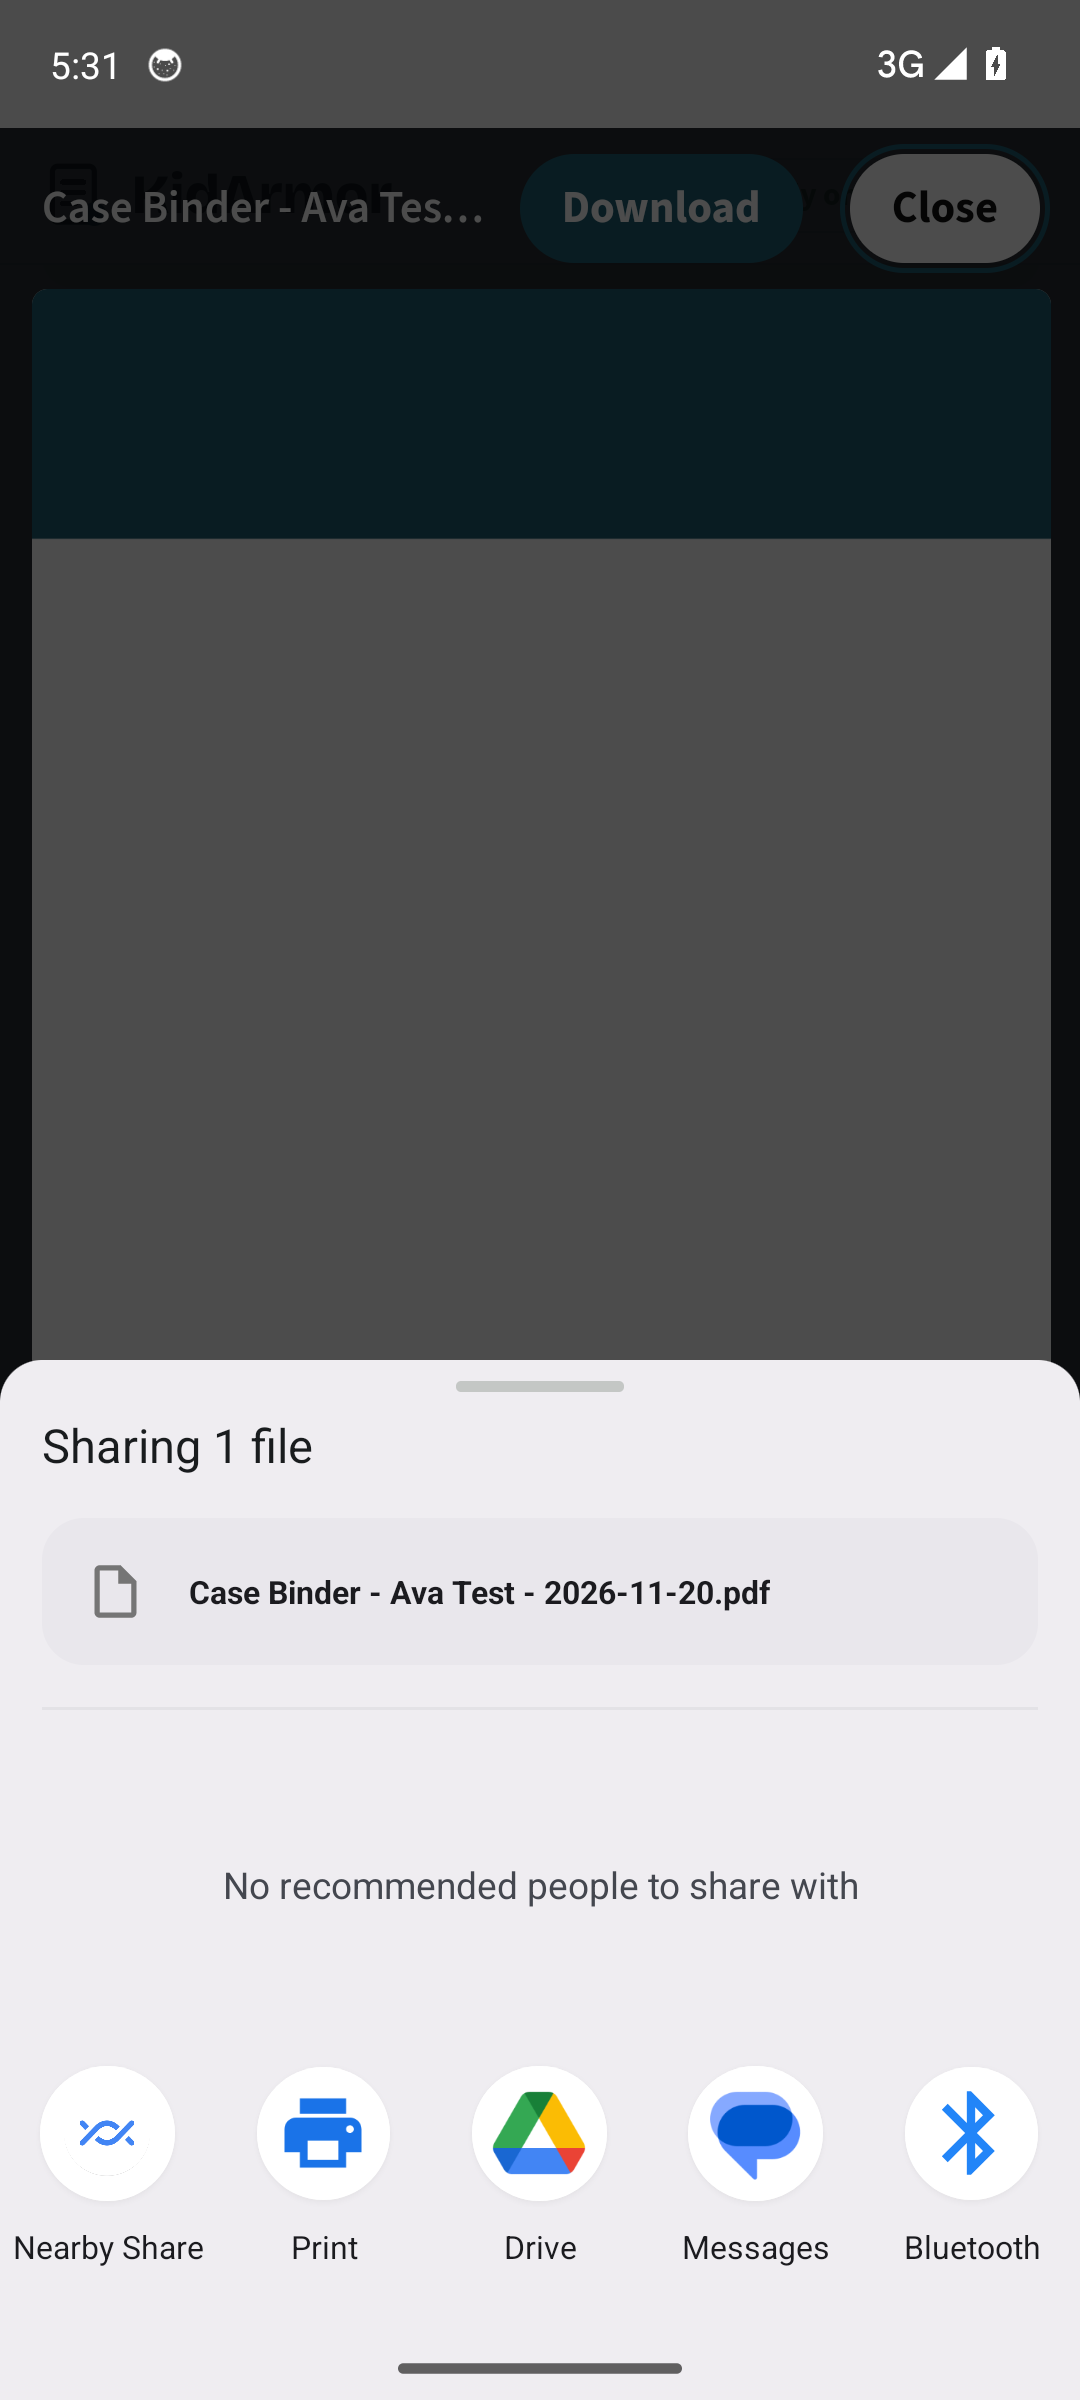 5:31
3G
KidArmor
Case Binder - Ava Tes...
Download
Close
Sharing 1 file
Case Binder - Ava Test - 2026-11-20.pdf
No recommended people to share with
Nearby Share
Print
Drive
Messages
Bluetooth